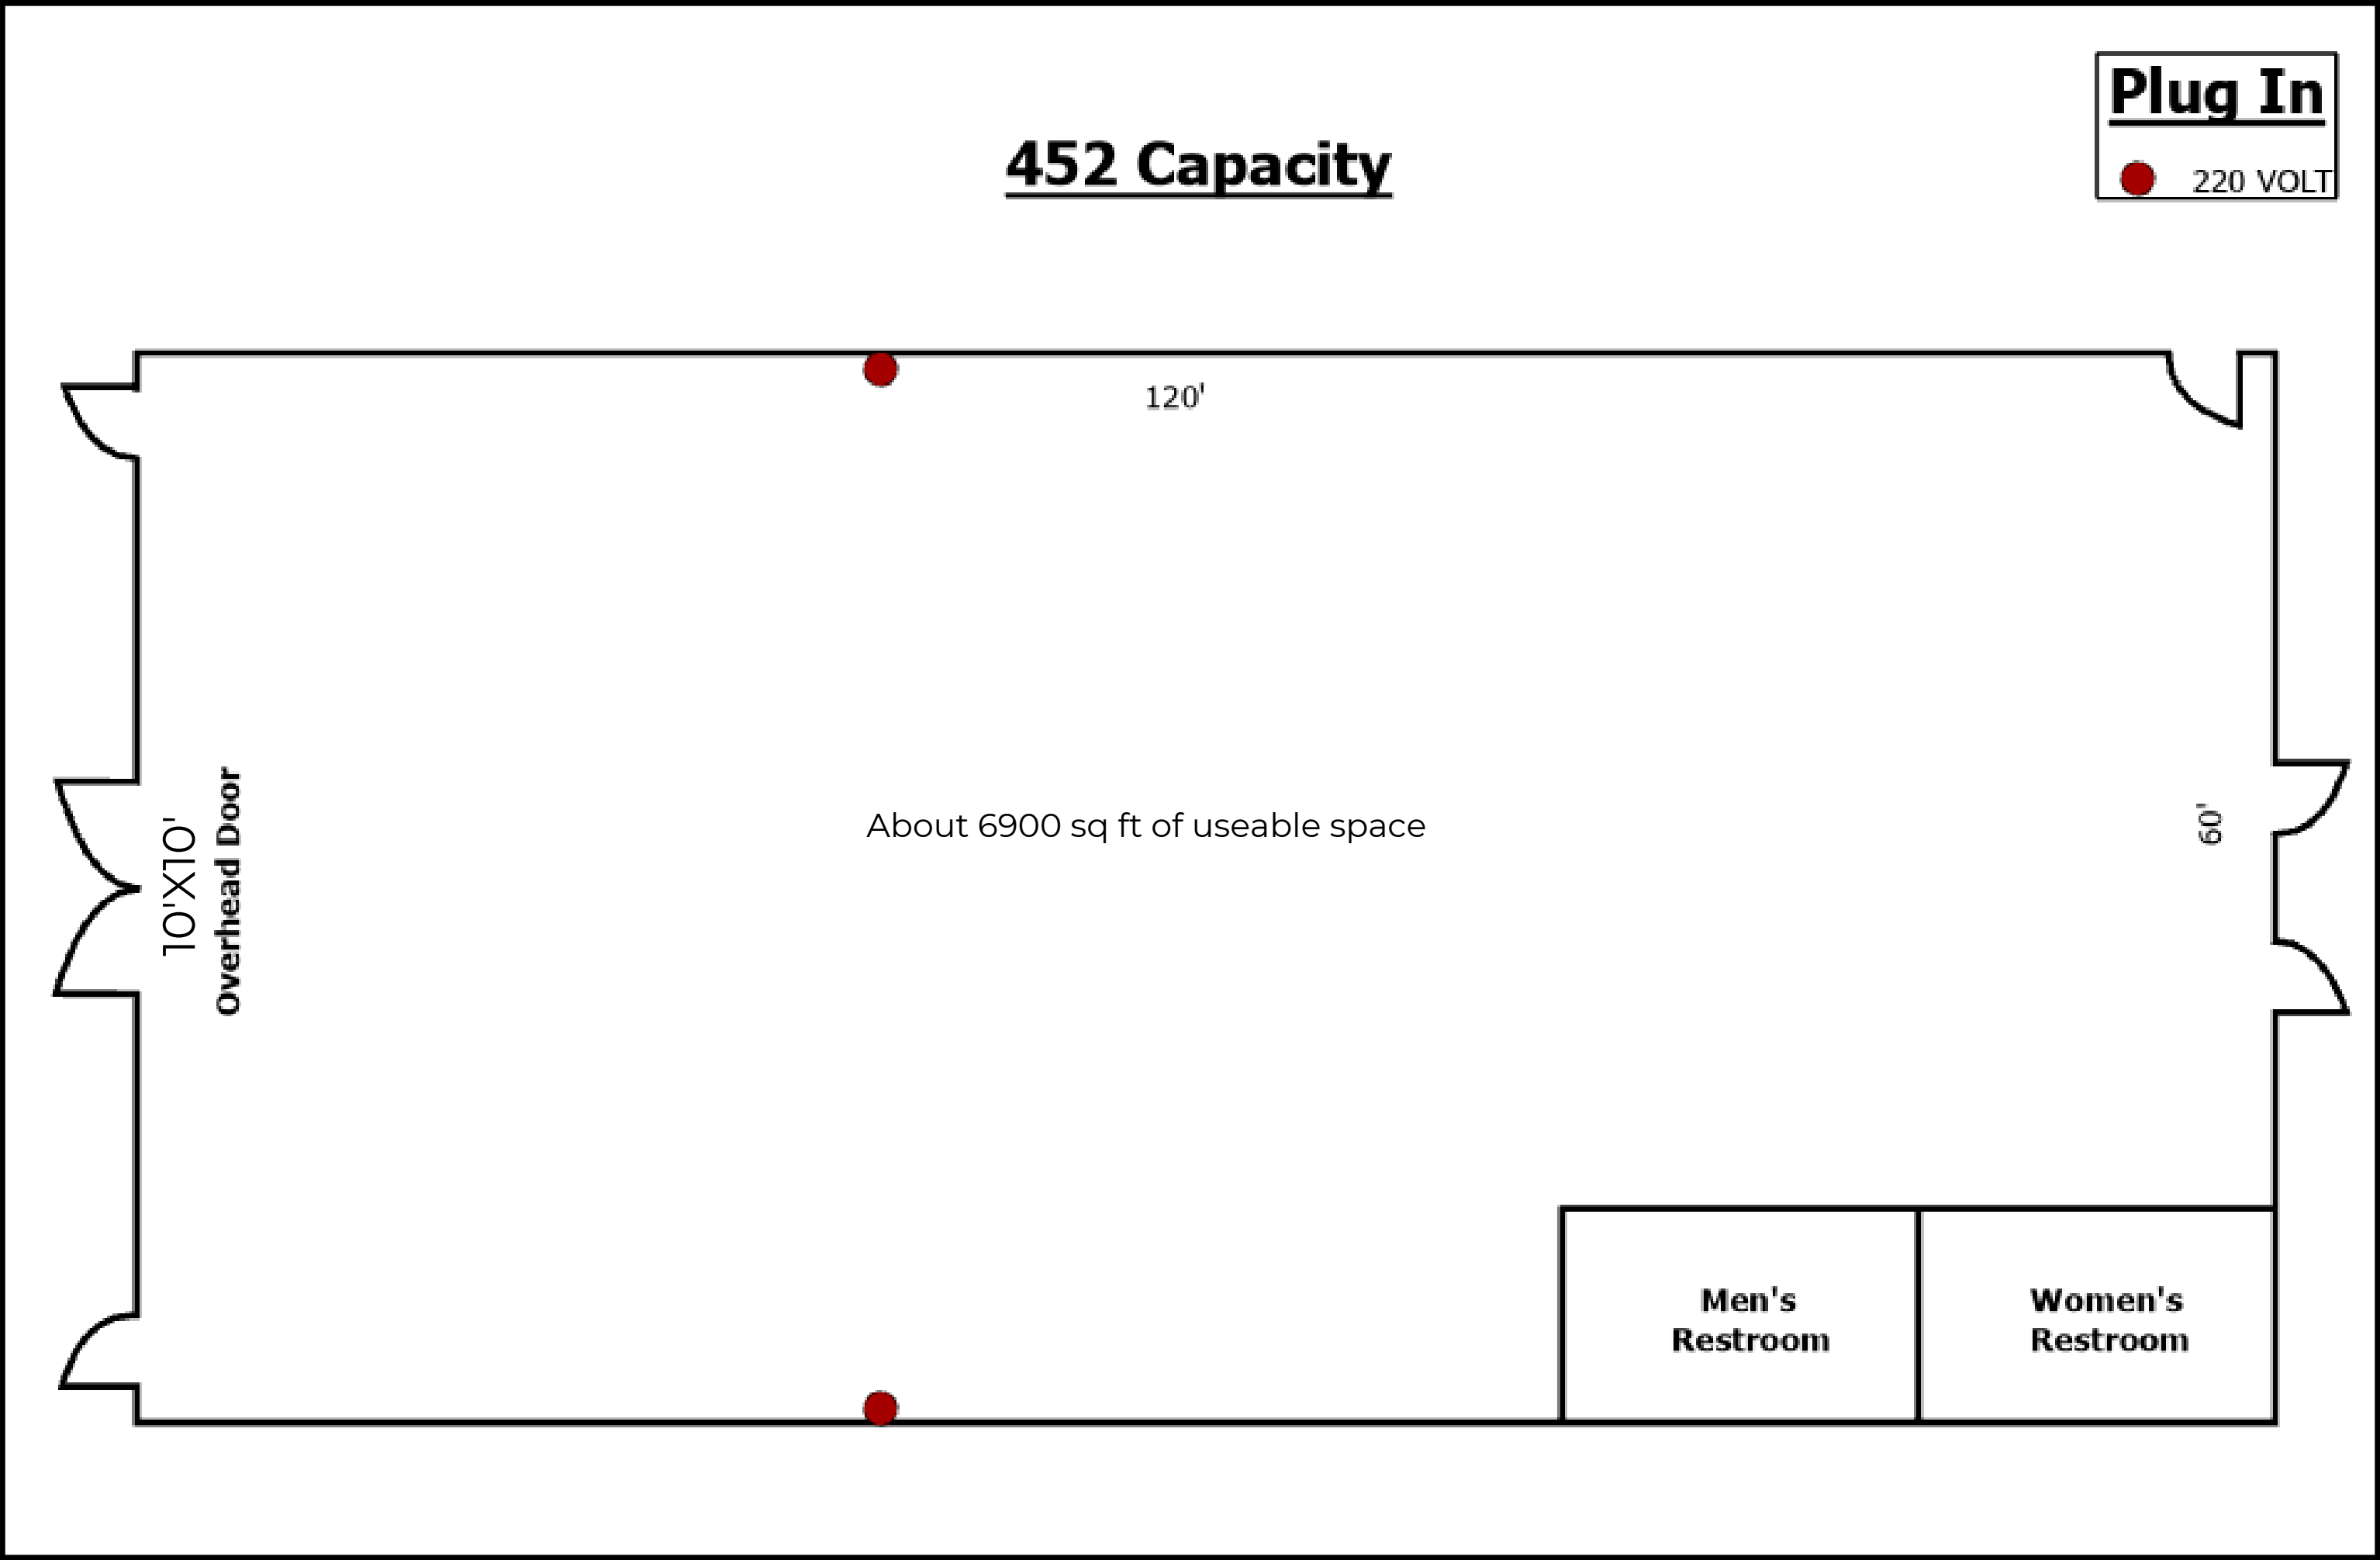 Plug In
220 VOLT
452 Capacity
120'
10'X10'
Overhead Door
About 6900 sq ft of useable space
60'
Men's
Restroom
Women's
Restroom